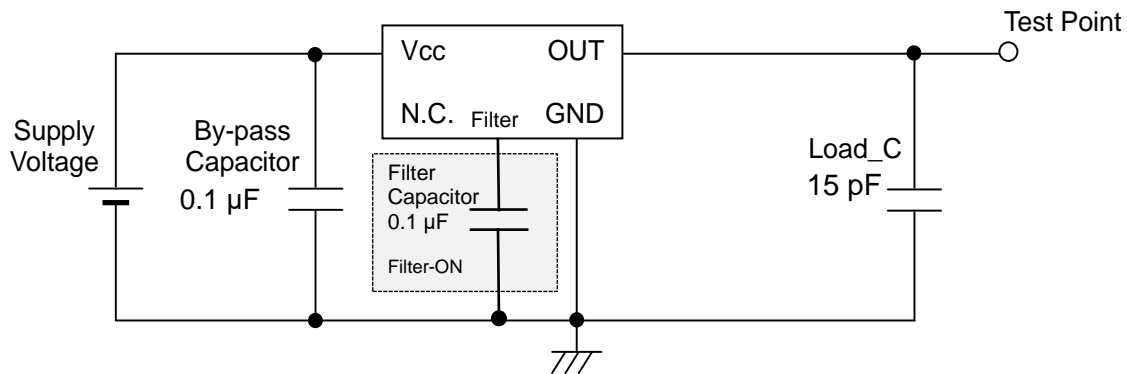 Test Point
Vcc
OUT
N.C.
Filter
GND
Supply
Voltage
By-pass
Capacitor
0.1 µF
Filter
Capacitor
0.1 µF
Filter-ON
Load_C
15 pF